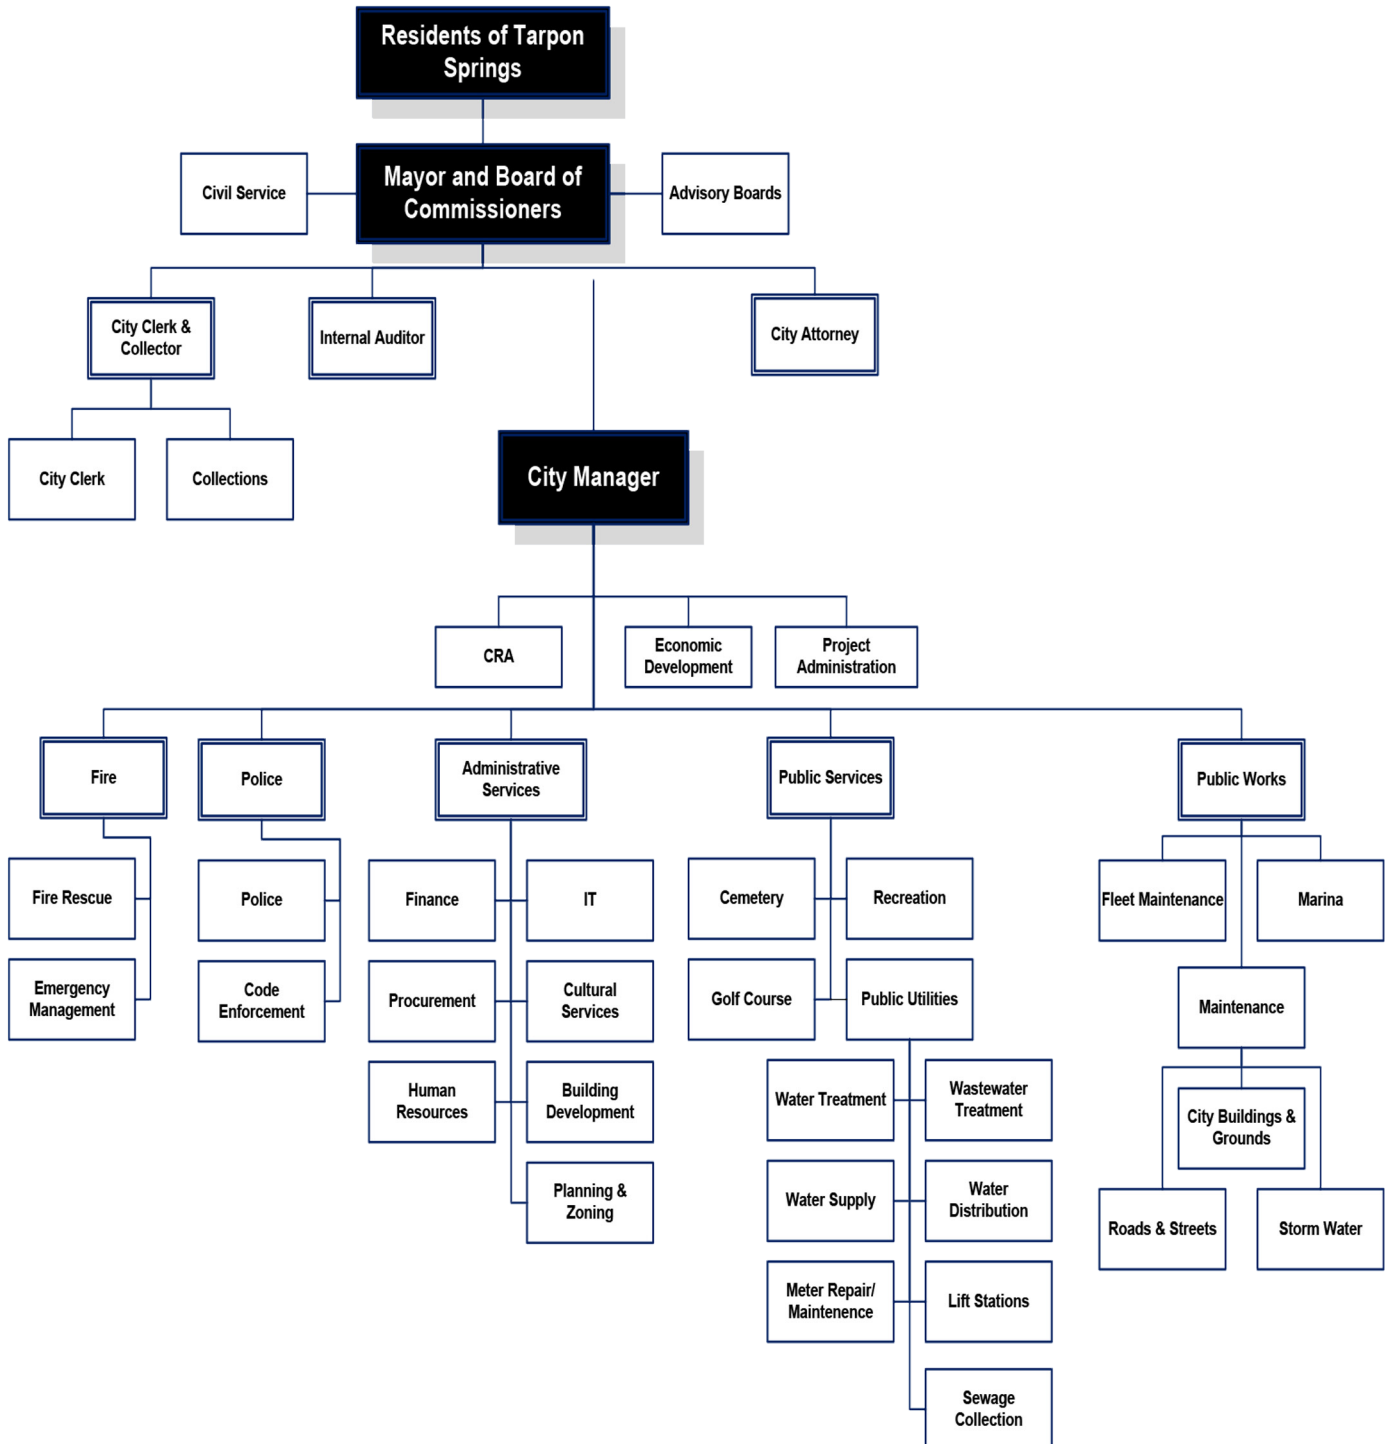 Residents of Tarpon
Springs
Civil Service
Mayor and Board of
Commissioners
Advisory Boards
City Clerk &
Collector
Internal Auditor
City Attorney
City Clerk
Collections
City Manager
CRA
Economic
Development
Project
Administration
Fire
Police
Administrative
Services
Public Services
Public Works
Fire Rescue
Police
Finance
IT
Cemetery
Recreation
Fleet Maintenance
Marina
Emergency
Management
Code
Enforcement
Procurement
Cultural
Services
Golf Course
Public Utilities
Maintenance
Human
Resources
Building
Development
Water Treatment
Wastewater
Treatment
City Buildings &
Grounds
Planning &
Zoning
Water Supply
Water
Distribution
Roads & Streets
Storm Water
Meter Repair/
Maintenence
Lift Stations
Sewage
Collection